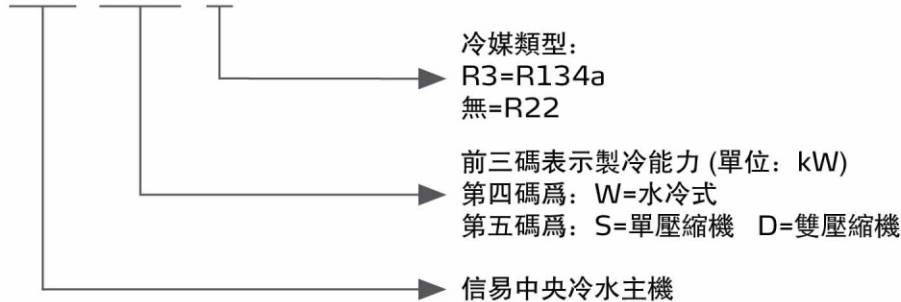 冷媒類型：
R3=R134a
無=R22
前三碼表示製冷能力 (單位：kW)
第四碼爲：W=水冷式
第五碼爲：S=單壓縮機 D=雙壓縮機
信易中央冷水主機